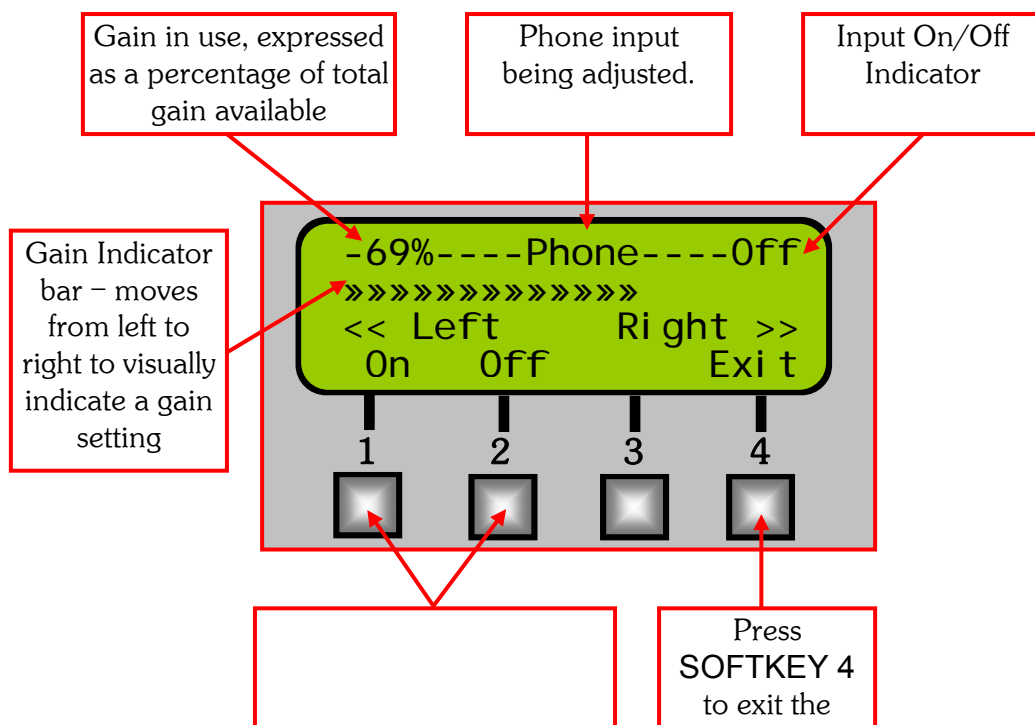 Gain in use, expressed
as a percentage of total
gain available
Phone input
being adjusted.
Input On/Off
Indicator
Gain Indicator
bar – moves
from left to
right to visually
indicate a gain
setting
-69%----Phone----Off
»»»»»»»»»»»»»
<< Left Right >>
On Off Exit
1 2 3 4
Press
SOFTKEY 4
to exit the